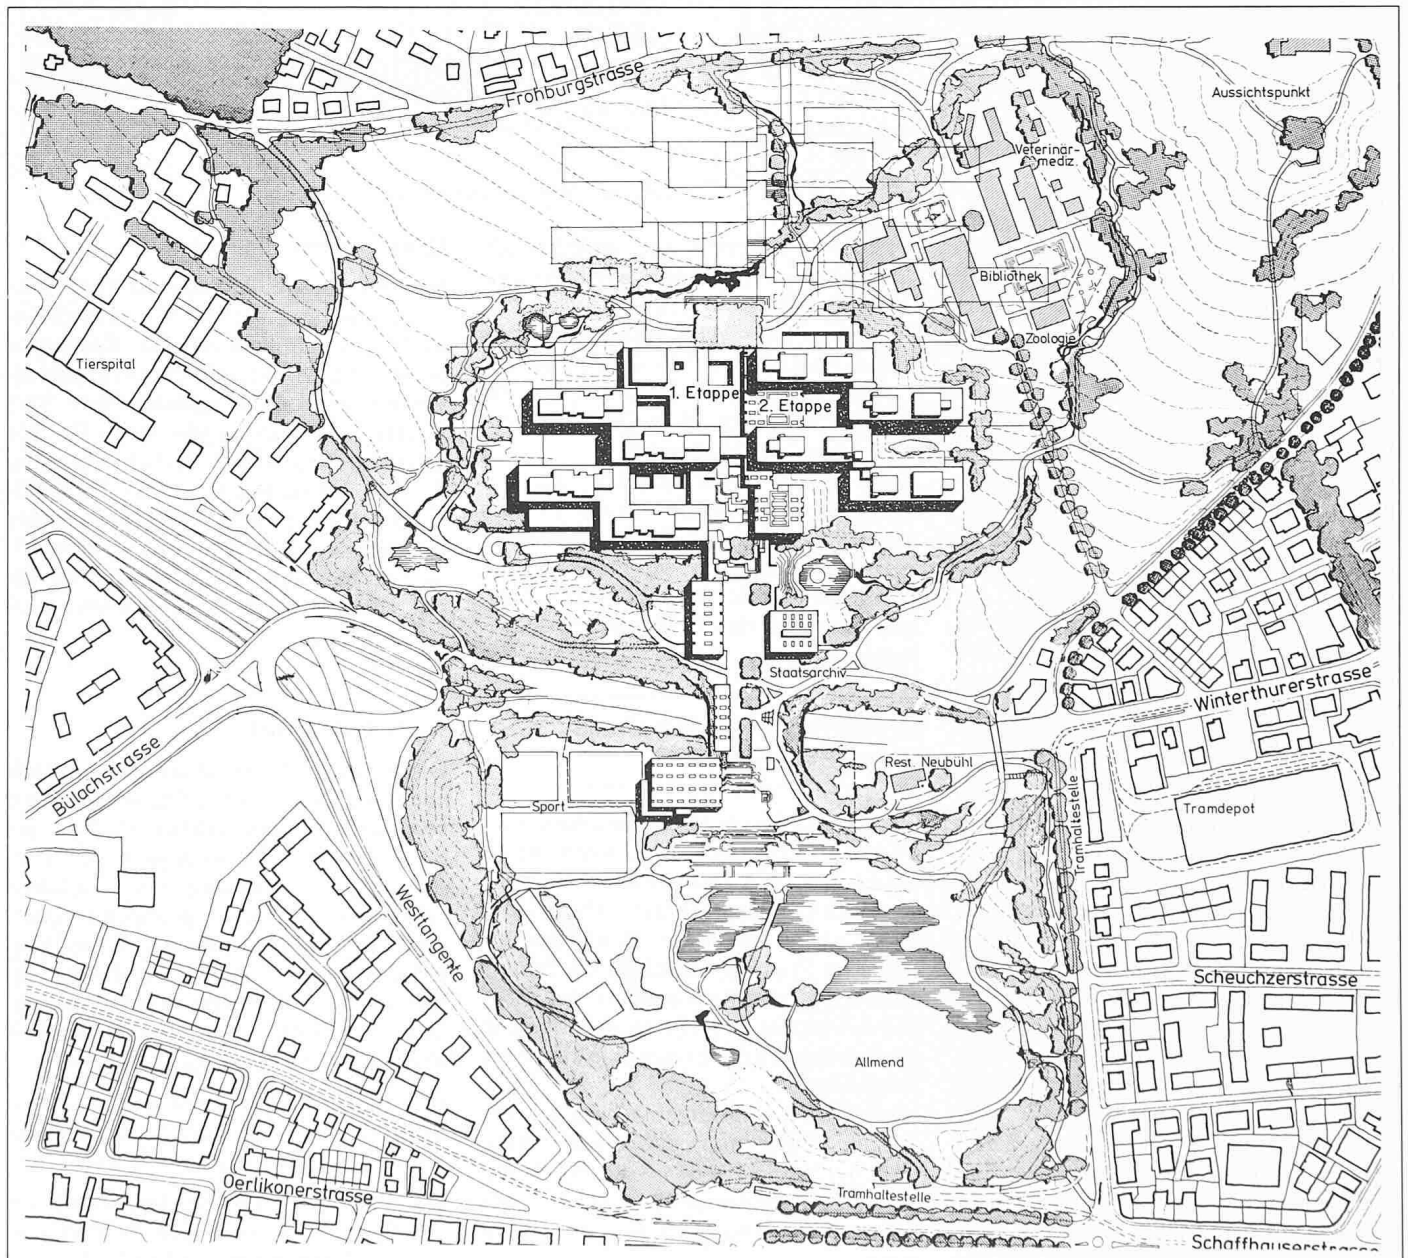 Frohburgstrasse
Aussichtspunkt
Veterinär-
mediz.
Bibliothek
Zoologie
Tierspital
1. Etappe
2. Etappe
Staatsarchiv
Winterthurerstrasse
Bülachstrasse
Rest. Neubühl
Sport
Tramhaltestelle
Tramdepot
Westtangente
Scheuchzerstrasse
Allmend
Oerlikonerstrasse
Tramhaltestelle
Schaffhauserstrasse